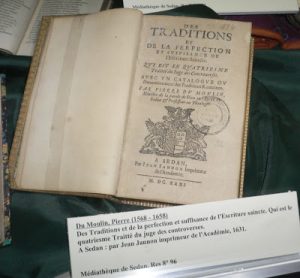 Médiathèque de Sedan,
DES
TRADITIONS
ET
DE LA PERFECTION
ET SUFFISANCE DE
l'Escriture Saincte.
QUI EST LE QUATRIESME
Traitté du Juge des Controverses.
AVEC UN CATALOGUE OU
Denombrement des Traditions Romaines.
PAR PIERRE DU MOULIN,
A SEDAN,
Par JEAN JANNON Imprimeur
de l'Academie.
M. DC. XXXI.
Du Moulin, Pierre (1568 - 1658)
Des Traditions et de la perfection et suffisance de l'Escriture saincte. Qui est le
quatriesme Traitté du juge des controverses.
A Sedan : par Jean Jannon imprimeur de l'Académie, 1631.
Médiathèque de Sedan. Res N° 96